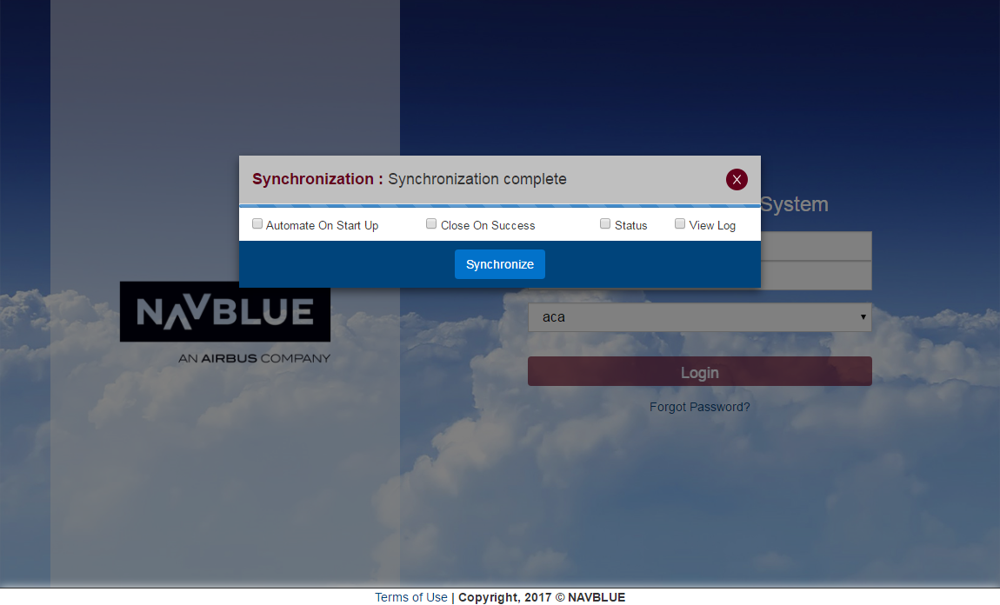 Synchronization : Synchronization complete
X
System
Automate On Start Up
Close On Success
Status
View Log
Synchronize
NAVBLUE
AN AIRBUS COMPANY
aca
Login
Forgot Password?
Terms of Use | Copyright, 2017 © NAVBLUE